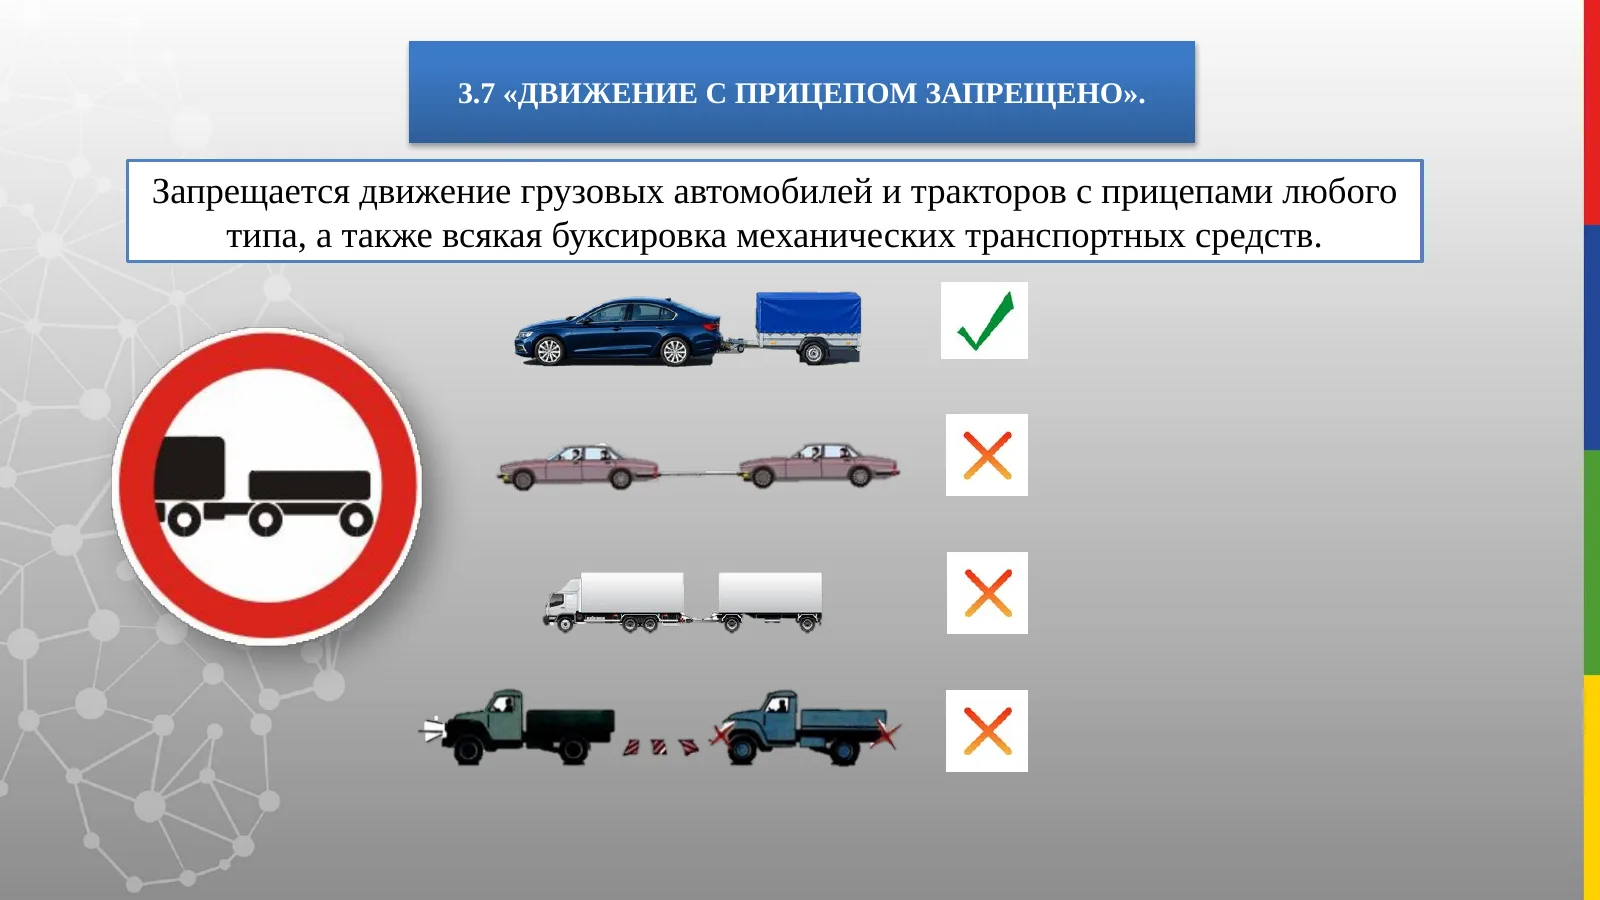 3.7 «ДВИЖЕНИЕ С ПРИЦЕПОМ ЗАПРЕЩЕНО».
Запрещается движение грузовых автомобилей и тракторов с прицепами любого
типа, а также всякая буксировка механических транспортных средств.